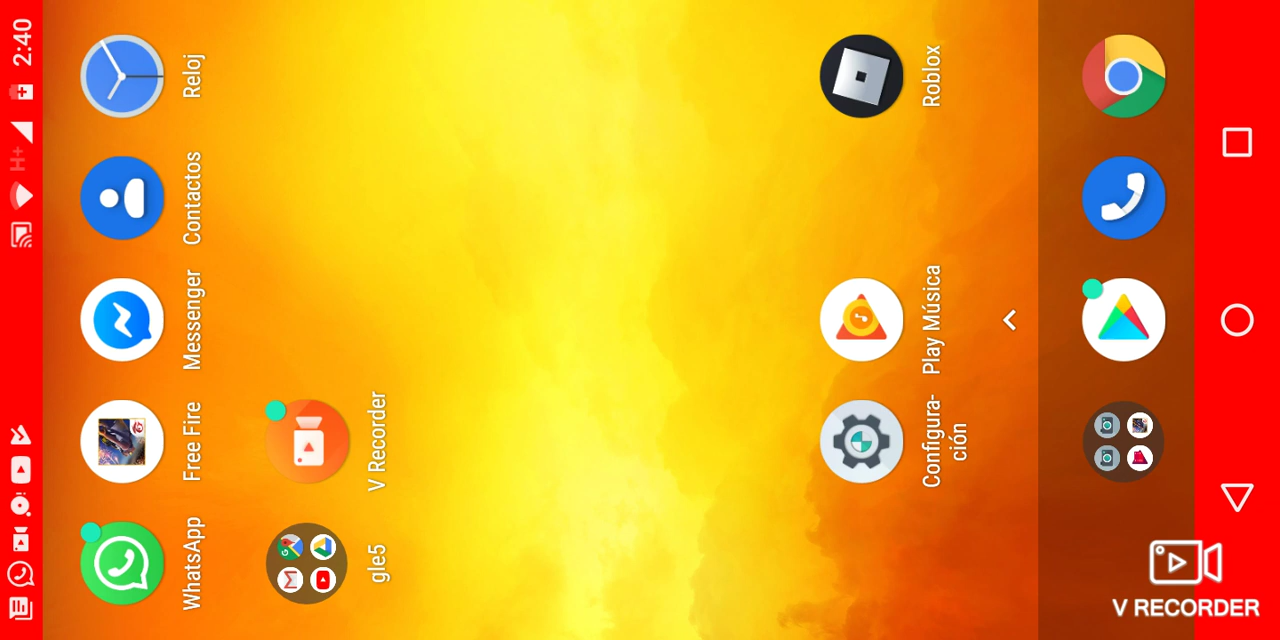 2:40
H+
WhatsApp
Free Fire
Messenger
Contactos
Reloj
gle5
V Recorder
Configura-
ción
Play Música
Roblox
V RECORDER